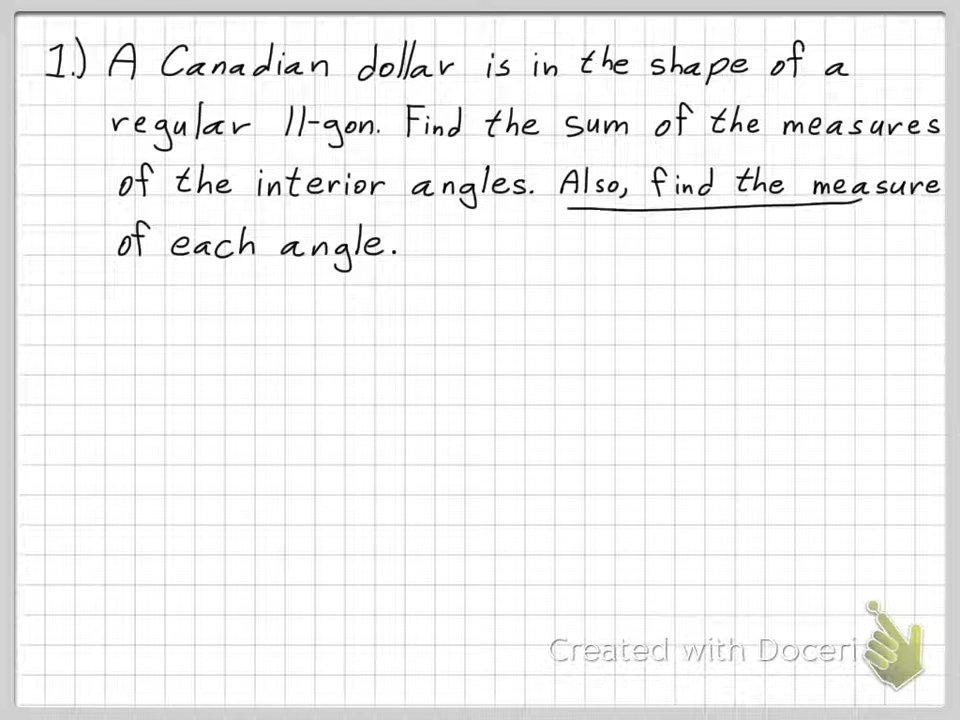 1.) A Canadian dollar is in the shape of a
regular 11-gon. Find the sum of the measures
of the interior angles. Also, find the measure
of each angle.
Created with Doceri